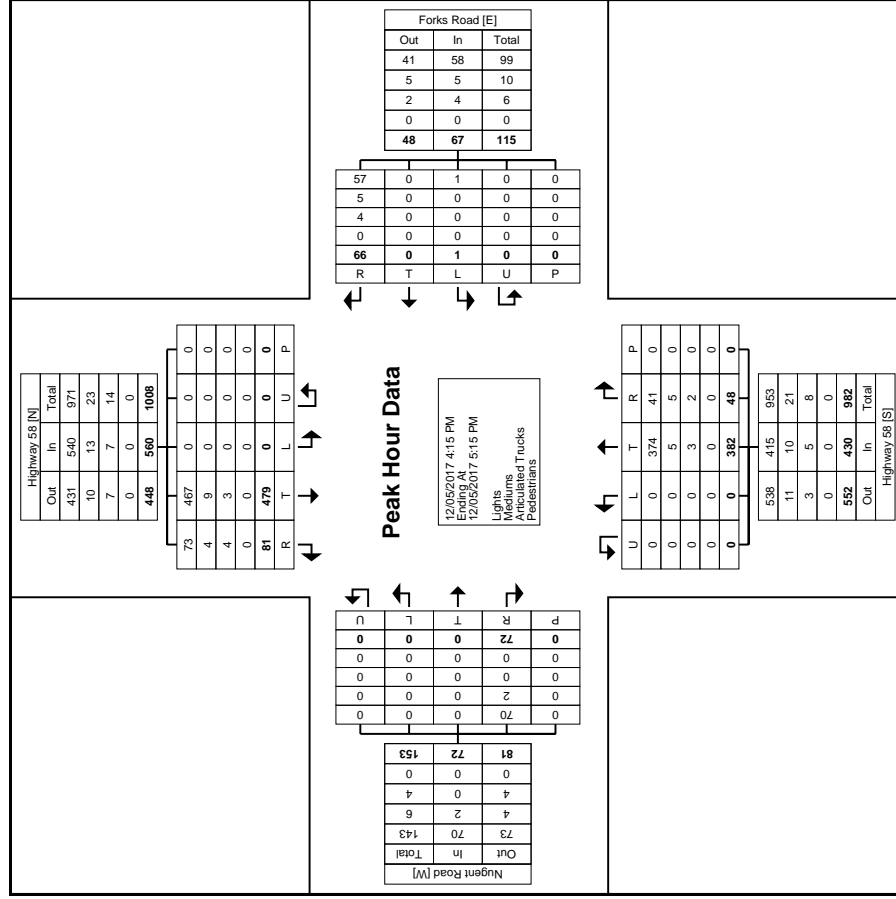 Forks Road [E]
Out In Total
41 58 99
5 5 10
2 4 6
0 0 0
48 67 115
57 0 1 0 0
5 0 0 0 0
4 0 0 0 0
0 0 0 0 0
66 0 1 0 0
R T L U P
Highway 58 [N]
Out In Total
431 540 971
10 13 23
7 7 14
0 0 0
448 560 1008
73 467 0 0 0
4 9 0 0 0
4 3 0 0 0
0 0 0 0 0
81 479 0 0 0
R T L U P
Peak Hour Data
12/05/2017 4:15 PM
Ending At
12/05/2017 5:15 PM
Lights
Mediums
Articulated Trucks
Pedestrians
U L T R P
0 0 374 41 0
0 0 5 5 0
0 0 3 2 0
0 0 0 0 0
0 0 382 48 0
538 415 953
11 10 21
3 5 8
0 0 0
552 430 982
Out In Total
Highway 58 [S]
U L T R P
0 0 0 72 0
0 0 0 0 0
0 0 0 0 0
0 0 0 2 0
0 0 0 70 0
153 72 81
0 0 0
4 0 4
6 2 4
143 70 73
Total In Out
Nugent Road [W]